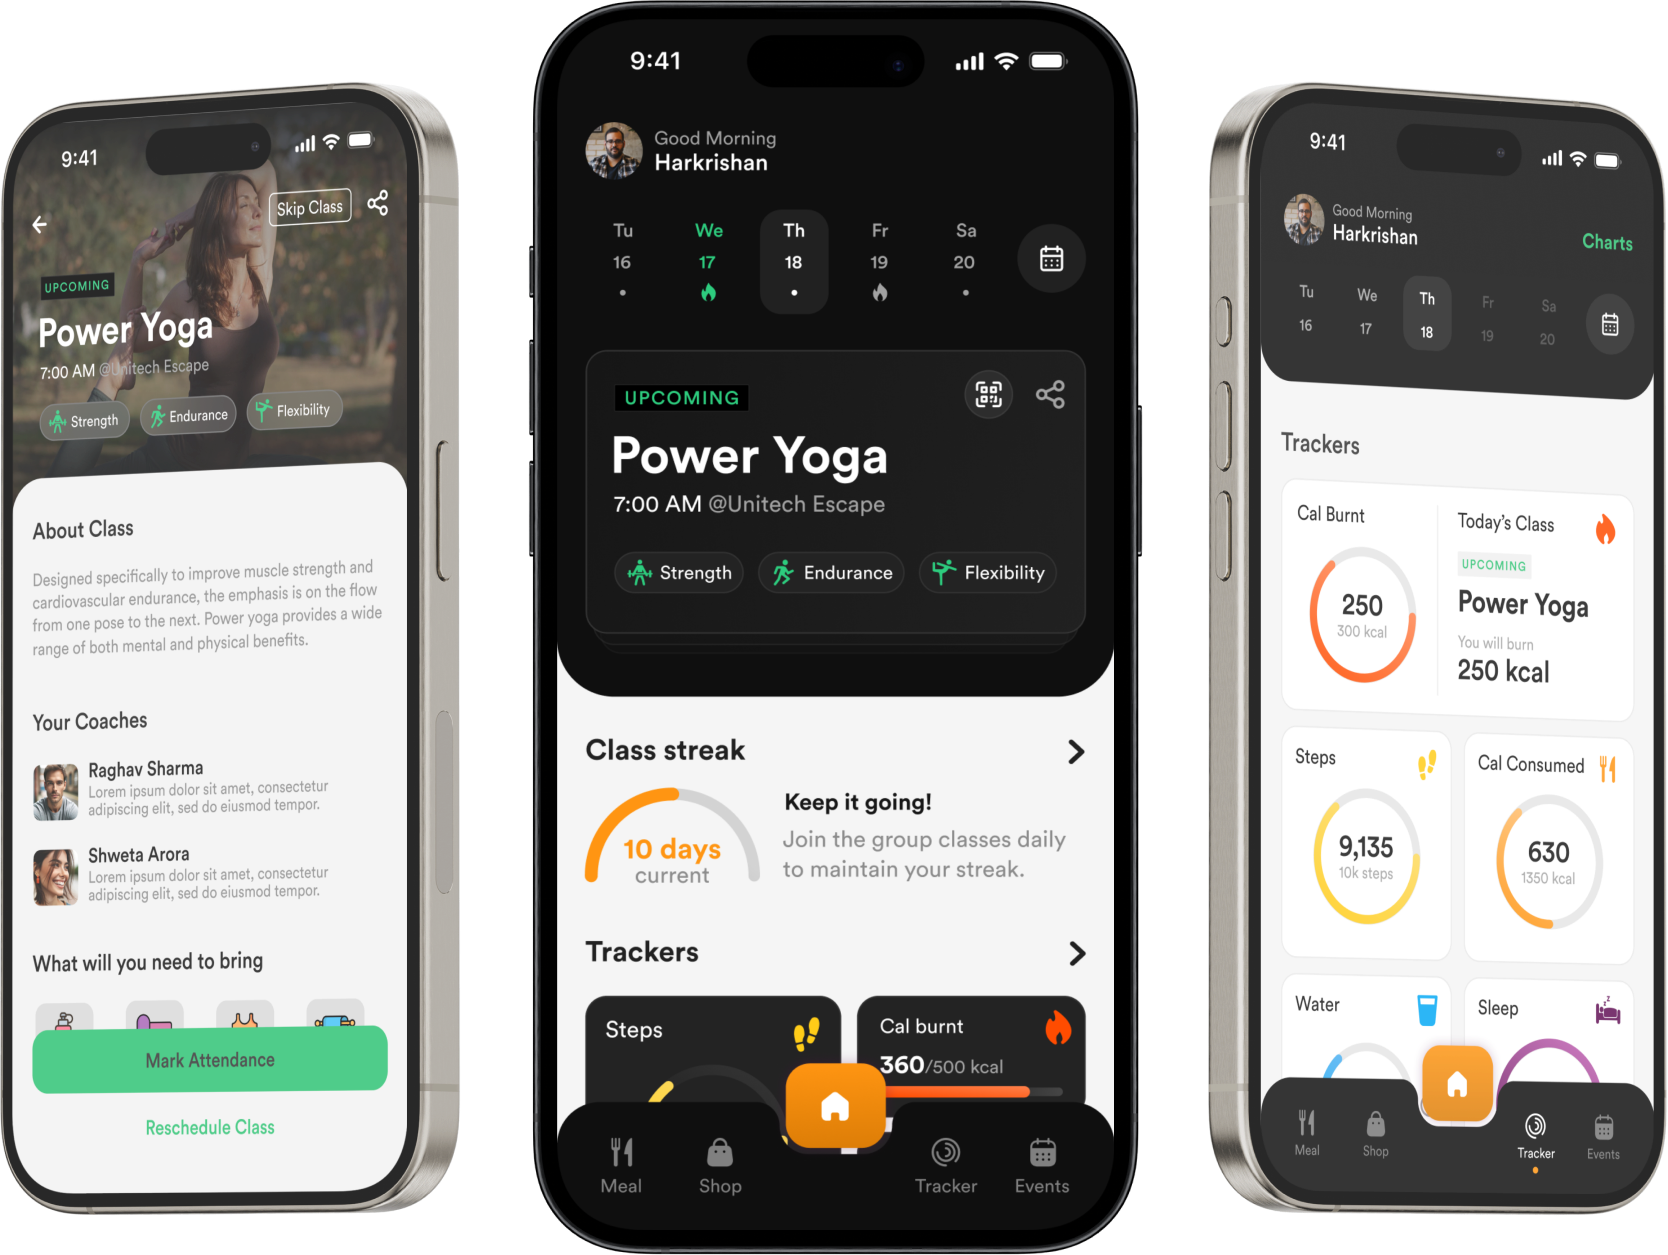 9:41
Skip Class
UPCOMING
Power Yoga
7:00 AM @Unitech Escape
Strength
Endurance
Flexibility
About Class
Designed specifically to improve muscle strength and
cardiovascular endurance, the emphasis is on the flow
from one pose to the next. Power yoga provides a wide
range of both mental and physical benefits.
Your Coaches
Raghav Sharma
Lorem ipsum dolor sit amet, consectetur
adipiscing elit, sed do eiusmod tempor.
Shweta Arora
Lorem ipsum dolor sit amet, consectetur
adipiscing elit, sed do eiusmod tempor.
What will you need to bring
Mark Attendance
Reschedule Class
9:41
Good Morning
Harkrishan
Tu We Th Fr Sa
16 17 18 19 20
UPCOMING
Power Yoga
7:00 AM @Unitech Escape
Strength
Endurance
Flexibility
Class streak
10 days
current
Keep it going!
Join the group classes daily
to maintain your streak.
Trackers
Steps
Cal burnt
360/500 kcal
Meal
Shop
Tracker
Events
9:41
Good Morning
Harkrishan
Charts
Tu We Th Fr Sa
16 17 18 19 20
Trackers
Cal Burnt
250
300 kcal
Today's Class
UPCOMING
Power Yoga
You will burn
250 kcal
Steps
9,135
10k steps
Cal Consumed
630
1350 kcal
Water
Sleep
Meal
Shop
Tracker
Events